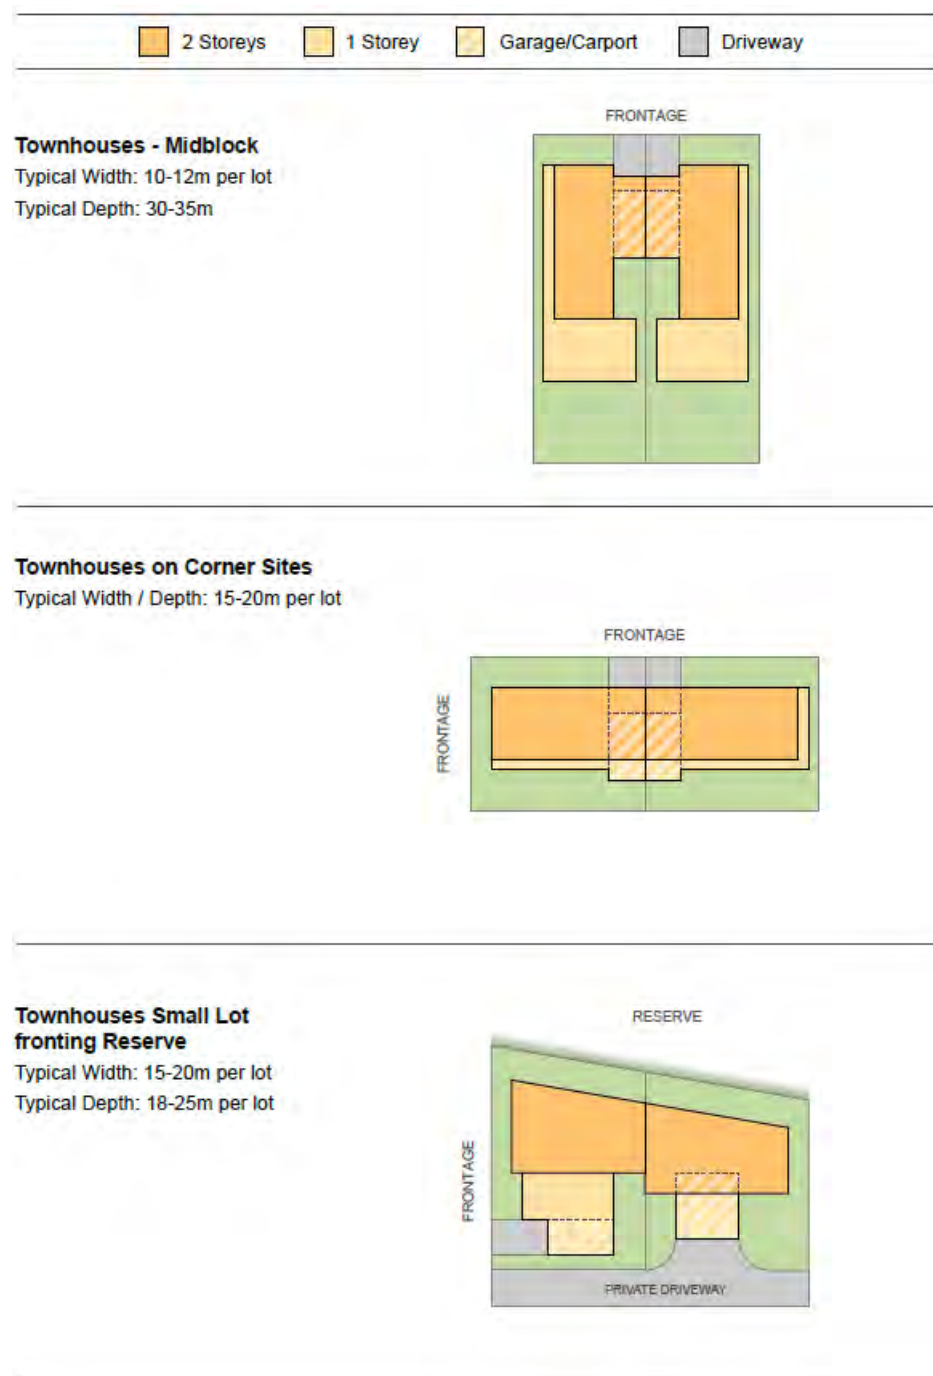 2 Storeys 1 Storey Garage/Carport Driveway
FRONTAGE
Townhouses - Midblock
Typical Width: 10-12m per lot
Typical Depth: 30-35m
Townhouses on Corner Sites
Typical Width / Depth: 15-20m per lot
FRONTAGE
FRONTAGE
Townhouses Small Lot
fronting Reserve
Typical Width: 15-20m per lot
Typical Depth: 18-25m per lot
RESERVE
FRONTAGE
PRIVATE DRIVEWAY